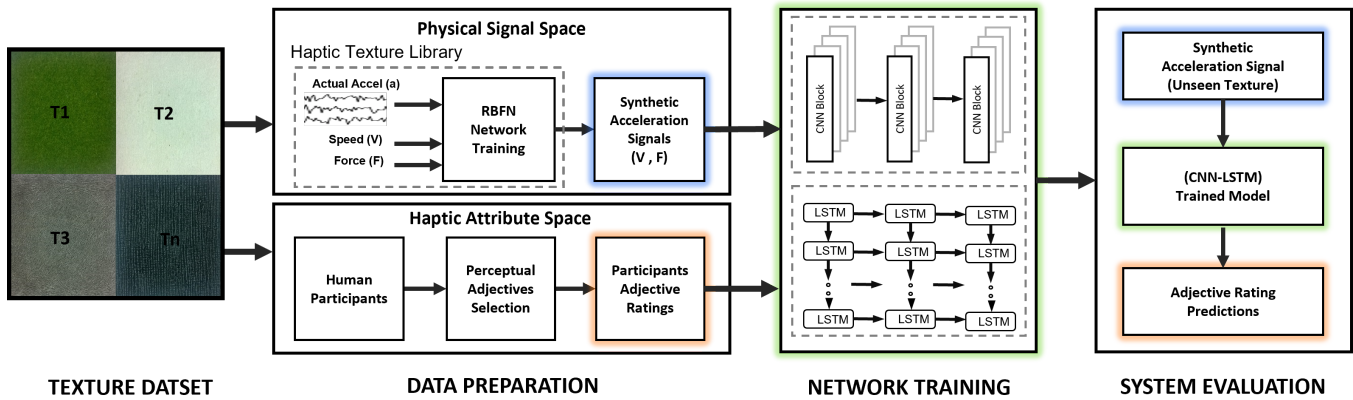 T1
T2
T3
Tn
TEXTURE DATSET
Physical Signal Space
Haptic Texture Library
Actual Accel (a)
Speed (V)
Force (F)
RBFN
Network
Training
Synthetic
Acceleration
Signals
(V , F)
Haptic Attribute Space
Human
Participants
Perceptual
Adjectives
Selection
Participants
Adjective
Ratings
DATA PREPARATION
CNN Block
CNN Block
CNN Block
LSTM
LSTM
LSTM
LSTM
LSTM
LSTM
LSTM
LSTM
LSTM
NETWORK TRAINING
Synthetic
Acceleration Signal
(Unseen Texture)
(CNN-LSTM)
Trained Model
Adjective Rating
Predictions
SYSTEM EVALUATION